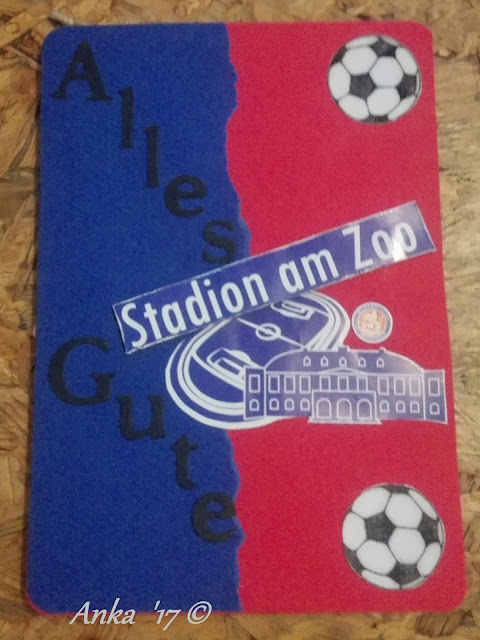 Alles
Stadion am Zoo
Gute
Anka '17 ©